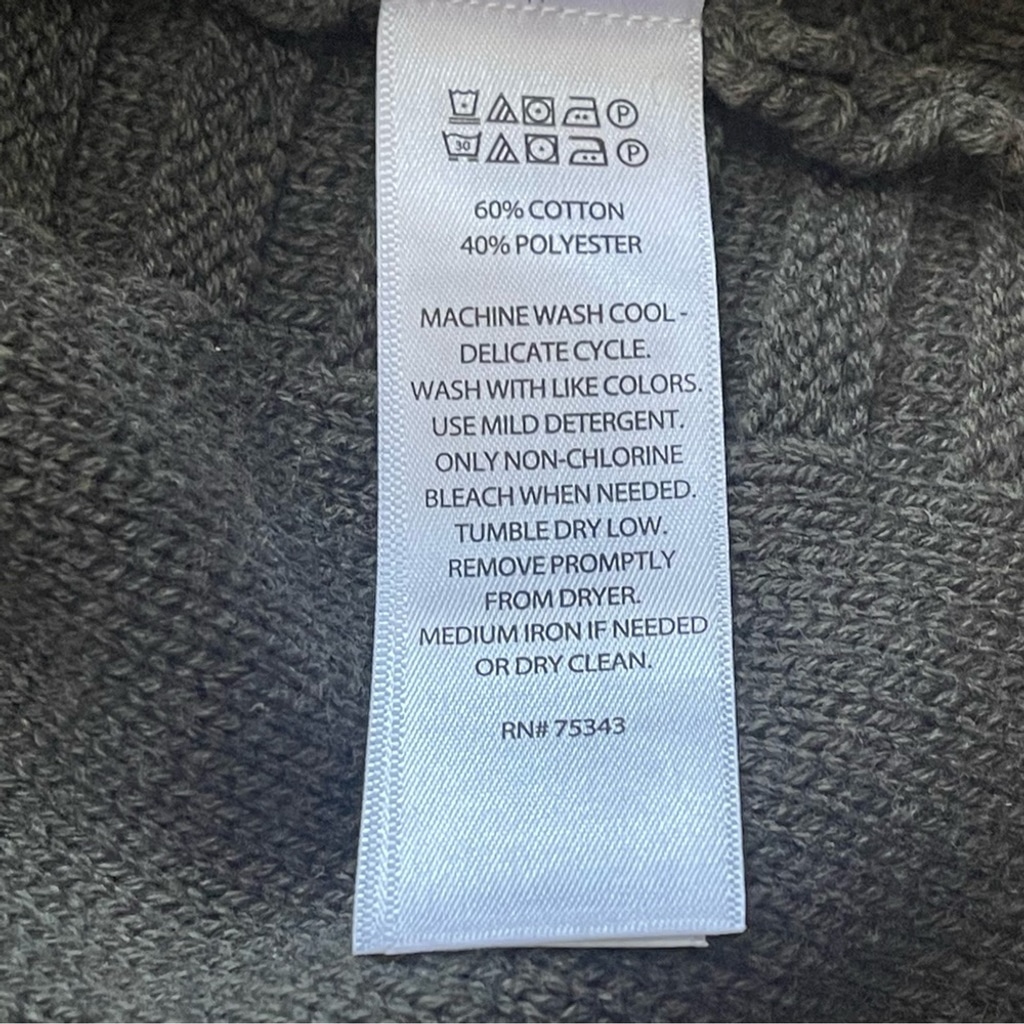 P
30 P
60% COTTON
40% POLYESTER
MACHINE WASH COOL -
DELICATE CYCLE.
WASH WITH LIKE COLORS.
USE MILD DETERGENT.
ONLY NON-CHLORINE
BLEACH WHEN NEEDED.
TUMBLE DRY LOW.
REMOVE PROMPTLY
FROM DRYER.
MEDIUM IRON IF NEEDED
OR DRY CLEAN.
RN# 75343